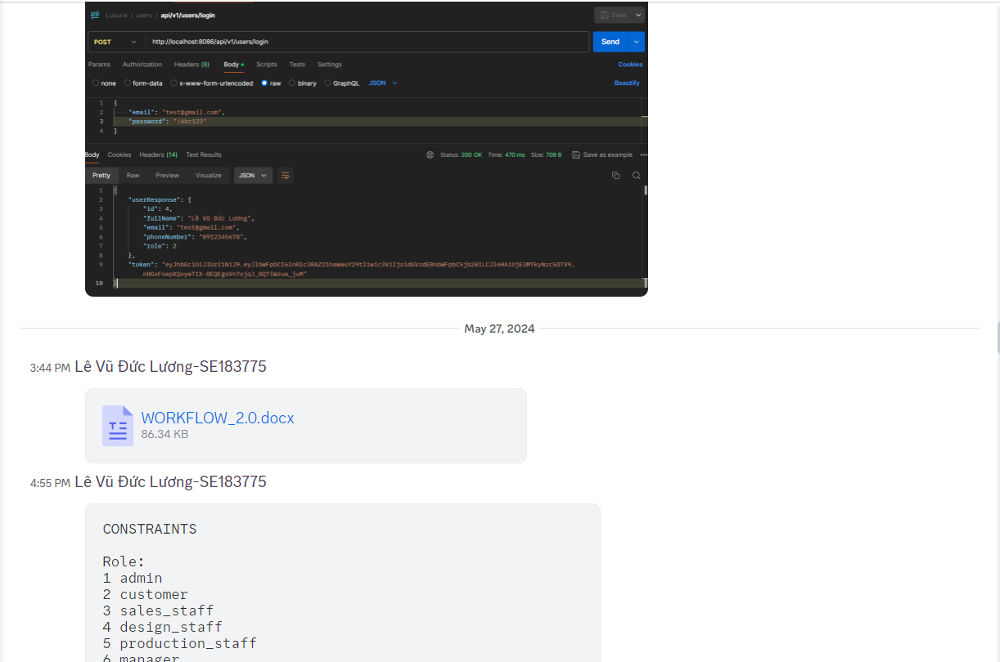 Luxuria / users / api/v1/users/login
Save
POST
http://localhost:8086/api/v1/users/login
Send
Params Authorization Headers (8) Body Scripts Tests Settings
Cookies
none form-data x-www-form-urlencoded raw binary GraphQL JSON
Beautify
1 {
2 "email": "test@gmail.com",
3 "password": "!Abc123"
4 }
Body Cookies Headers (14) Test Results
Status: 200 OK Time: 470 ms Size: 709 B
Save as example
Pretty Raw Preview Visualize JSON
1 {
2 "userResponse": {
3 "id": 4,
4 "fullName": "Lê Vũ Đức Lương",
5 "email": "test@gmail.com",
6 "phoneNumber": "0912345678",
7 "role": 2
8 },
9 "token":
10 }
May 27, 2024
3:44 PM Lê Vũ Đức Lương-SE183775
WORKFLOW_2.0.docx
86.34 KB
4:55 PM Lê Vũ Đức Lương-SE183775
CONSTRAINTS
Role:
1 admin
2 customer
3 sales_staff
4 design_staff
5 production_staff
6 manager